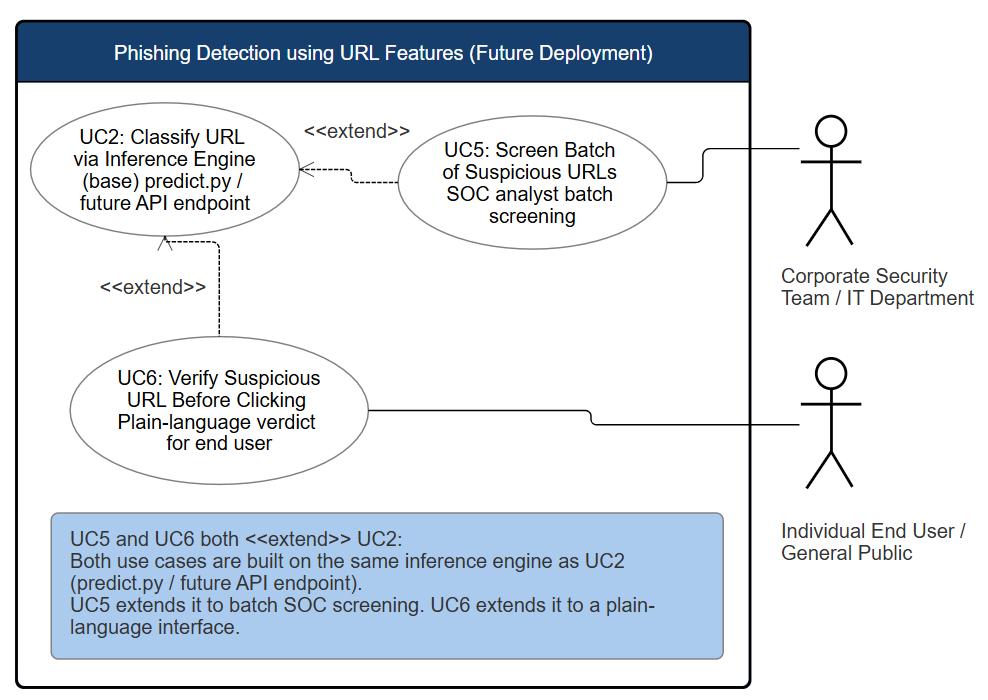 Phishing Detection using URL Features (Future Deployment)
UC2: Classify URL
via Inference Engine
(base) predict.py /
future API endpoint
<<extend>>
UC5: Screen Batch
of Suspicious URLs
SOC analyst batch
screening
Corporate Security
Team / IT Department
<<extend>>
UC6: Verify Suspicious
URL Before Clicking
Plain-language verdict
for end user
Individual End User /
General Public
UC5 and UC6 both <<extend>> UC2:
Both use cases are built on the same inference engine as UC2
(predict.py / future API endpoint).
UC5 extends it to batch SOC screening. UC6 extends it to a plain-
language interface.